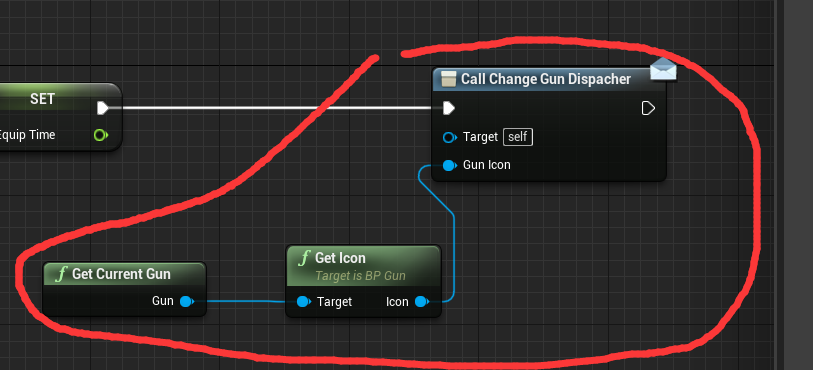 SET
Equip Time
Call Change Gun Dispacher
Target self
Gun Icon
f Get Current Gun
Gun
f Get Icon
Target is BP Gun
Target Icon